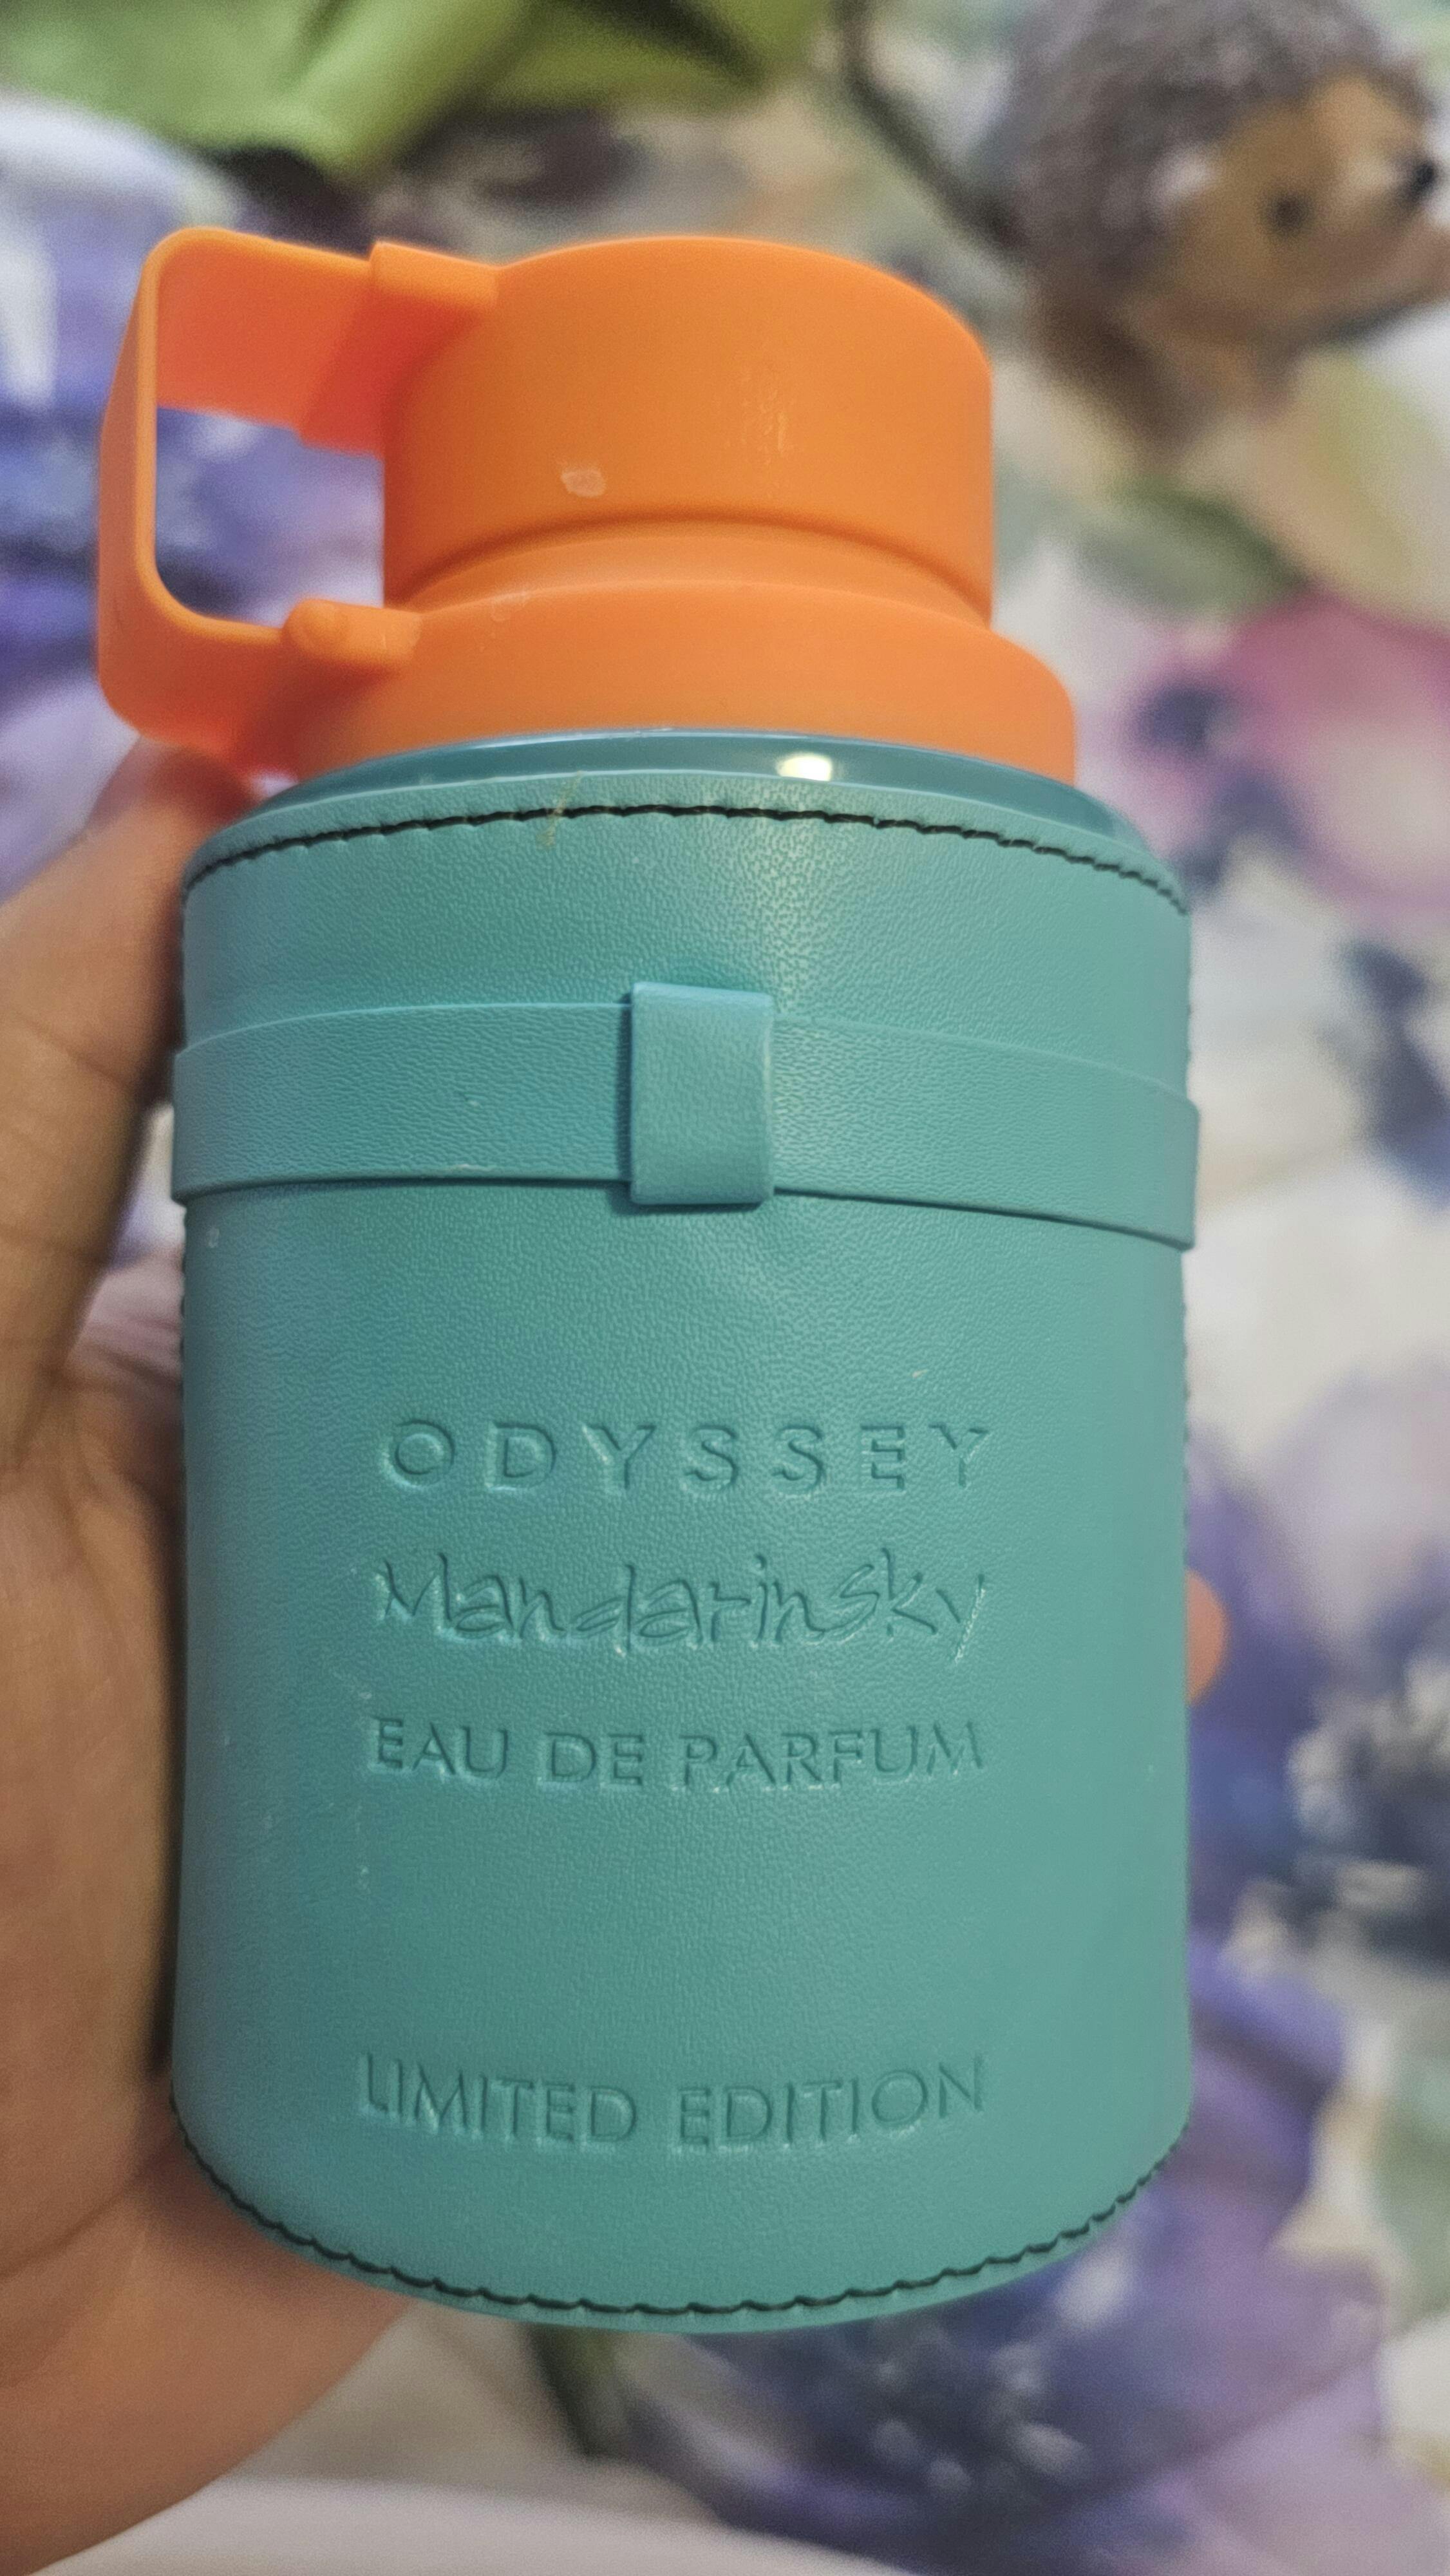 ODYSSEY
Mandarinsky
EAU DE PARFUM
LIMITED EDITION